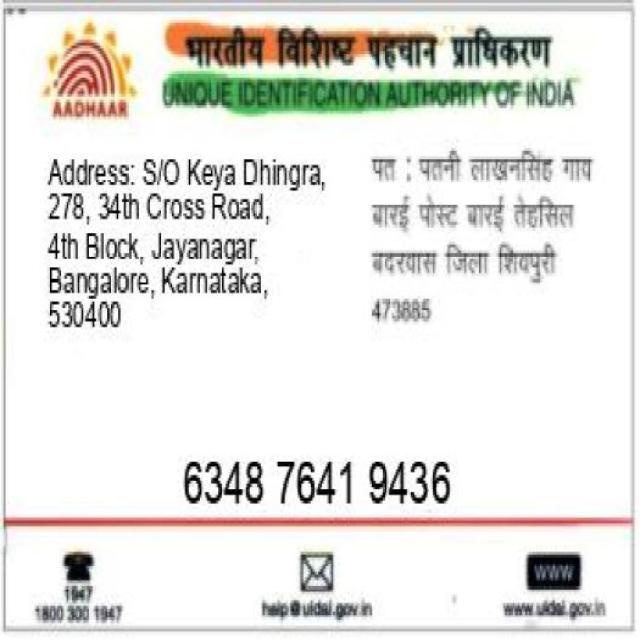 भारतीय विशिष्ट पहचान प्राधिकरण
AADHAAR
UNIQUE IDENTIFICATION AUTHORITY OF INDIA
Address: S/O Keya Dhingra,
278, 34th Cross Road,
4th Block, Jayanagar,
Bangalore, Karnataka,
530400
पत : पतनी लाखनसिंह गाय
बारई पोस्ट बारई तेहसिल
बदरवास जिला शिवपुरी
473885
6348 7641 9436
1947
1800 300 1947
help@uidai.gov.in
WWW
www.uidai.gov.in